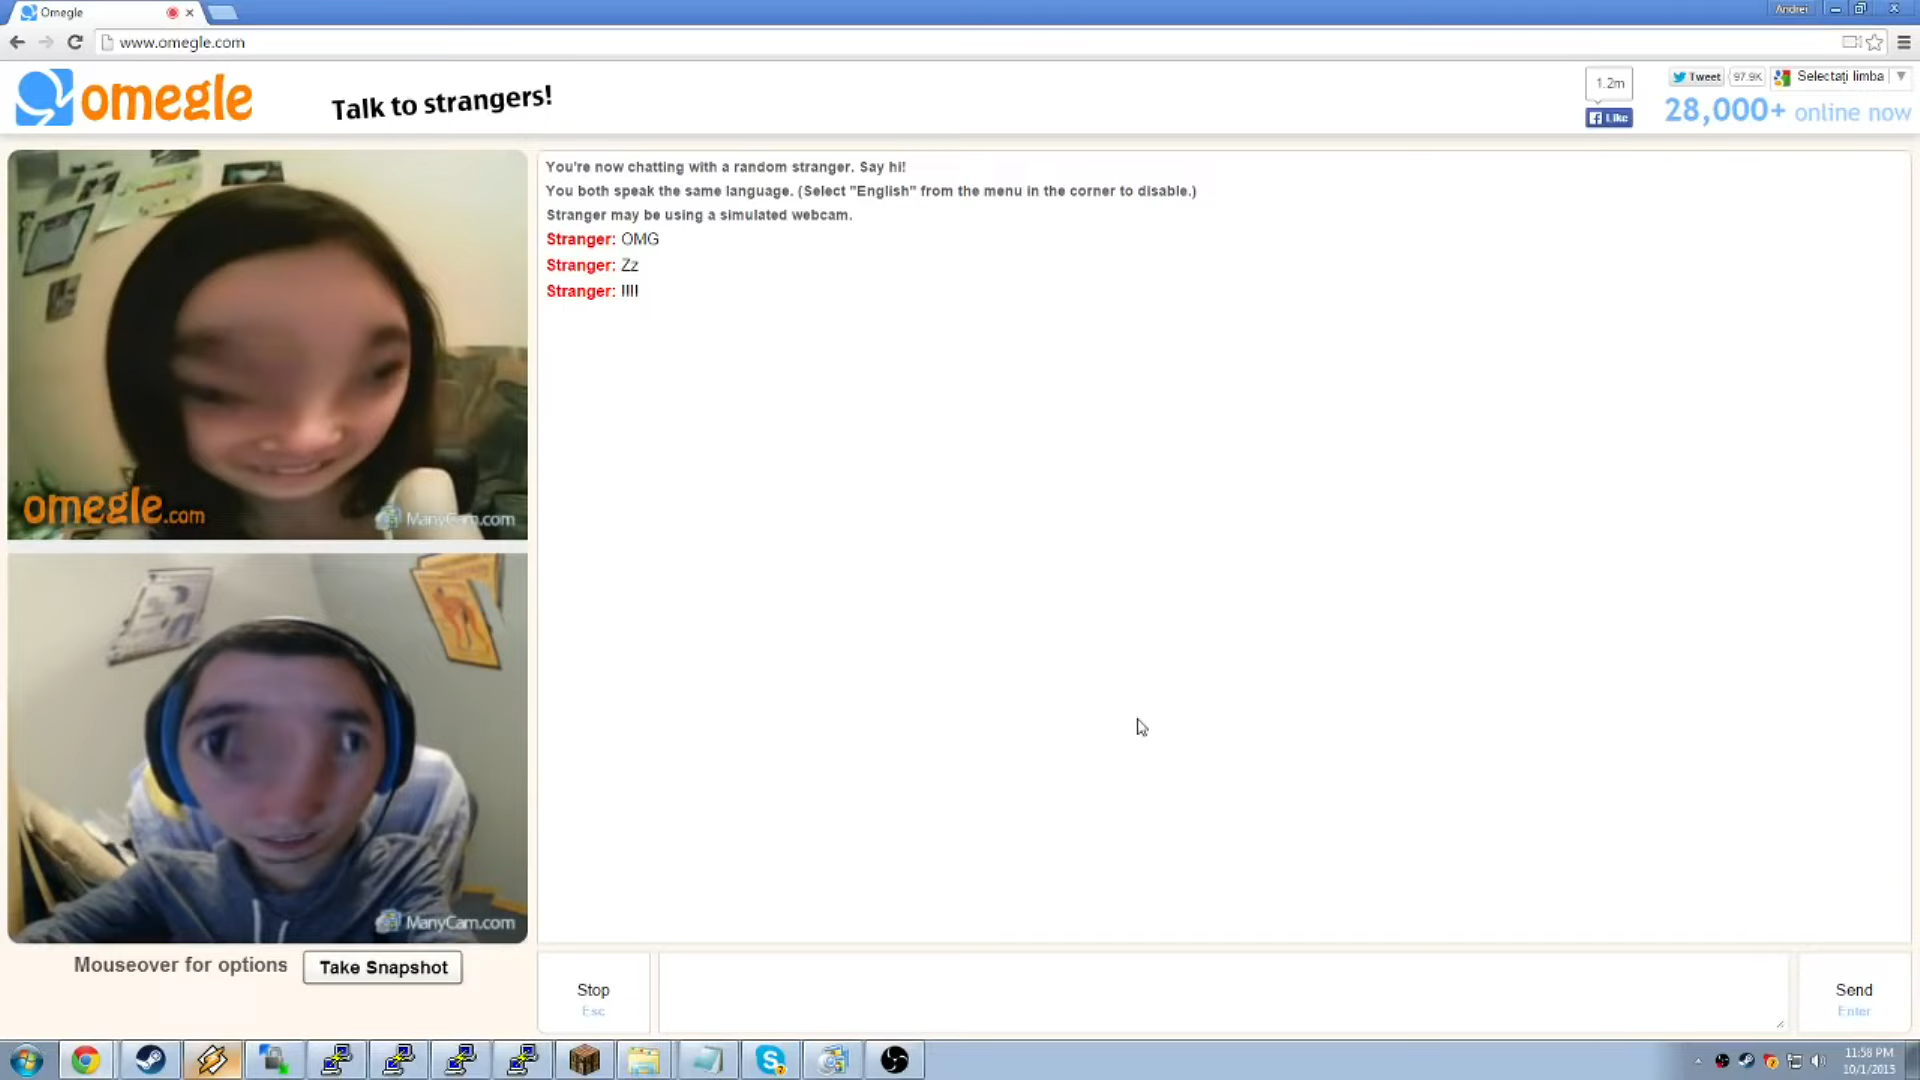 Omegle
Andrei
www.omegle.com
omegle
Talk to strangers!
1.2m
Like
Tweet
97.9K
Selectați limba
28,000+ online now
You're now chatting with a random stranger. Say hi!
You both speak the same language. (Select "English" from the menu in the corner to disable.)
Stranger may be using a simulated webcam.
Stranger: OMG
Stranger: Zz
Stranger: !!!!
omegle.com
ManyCam.com
ManyCam.com
Mouseover for options
Take Snapshot
Stop
Esc
Send
Enter
11:58 PM
10/1/2015